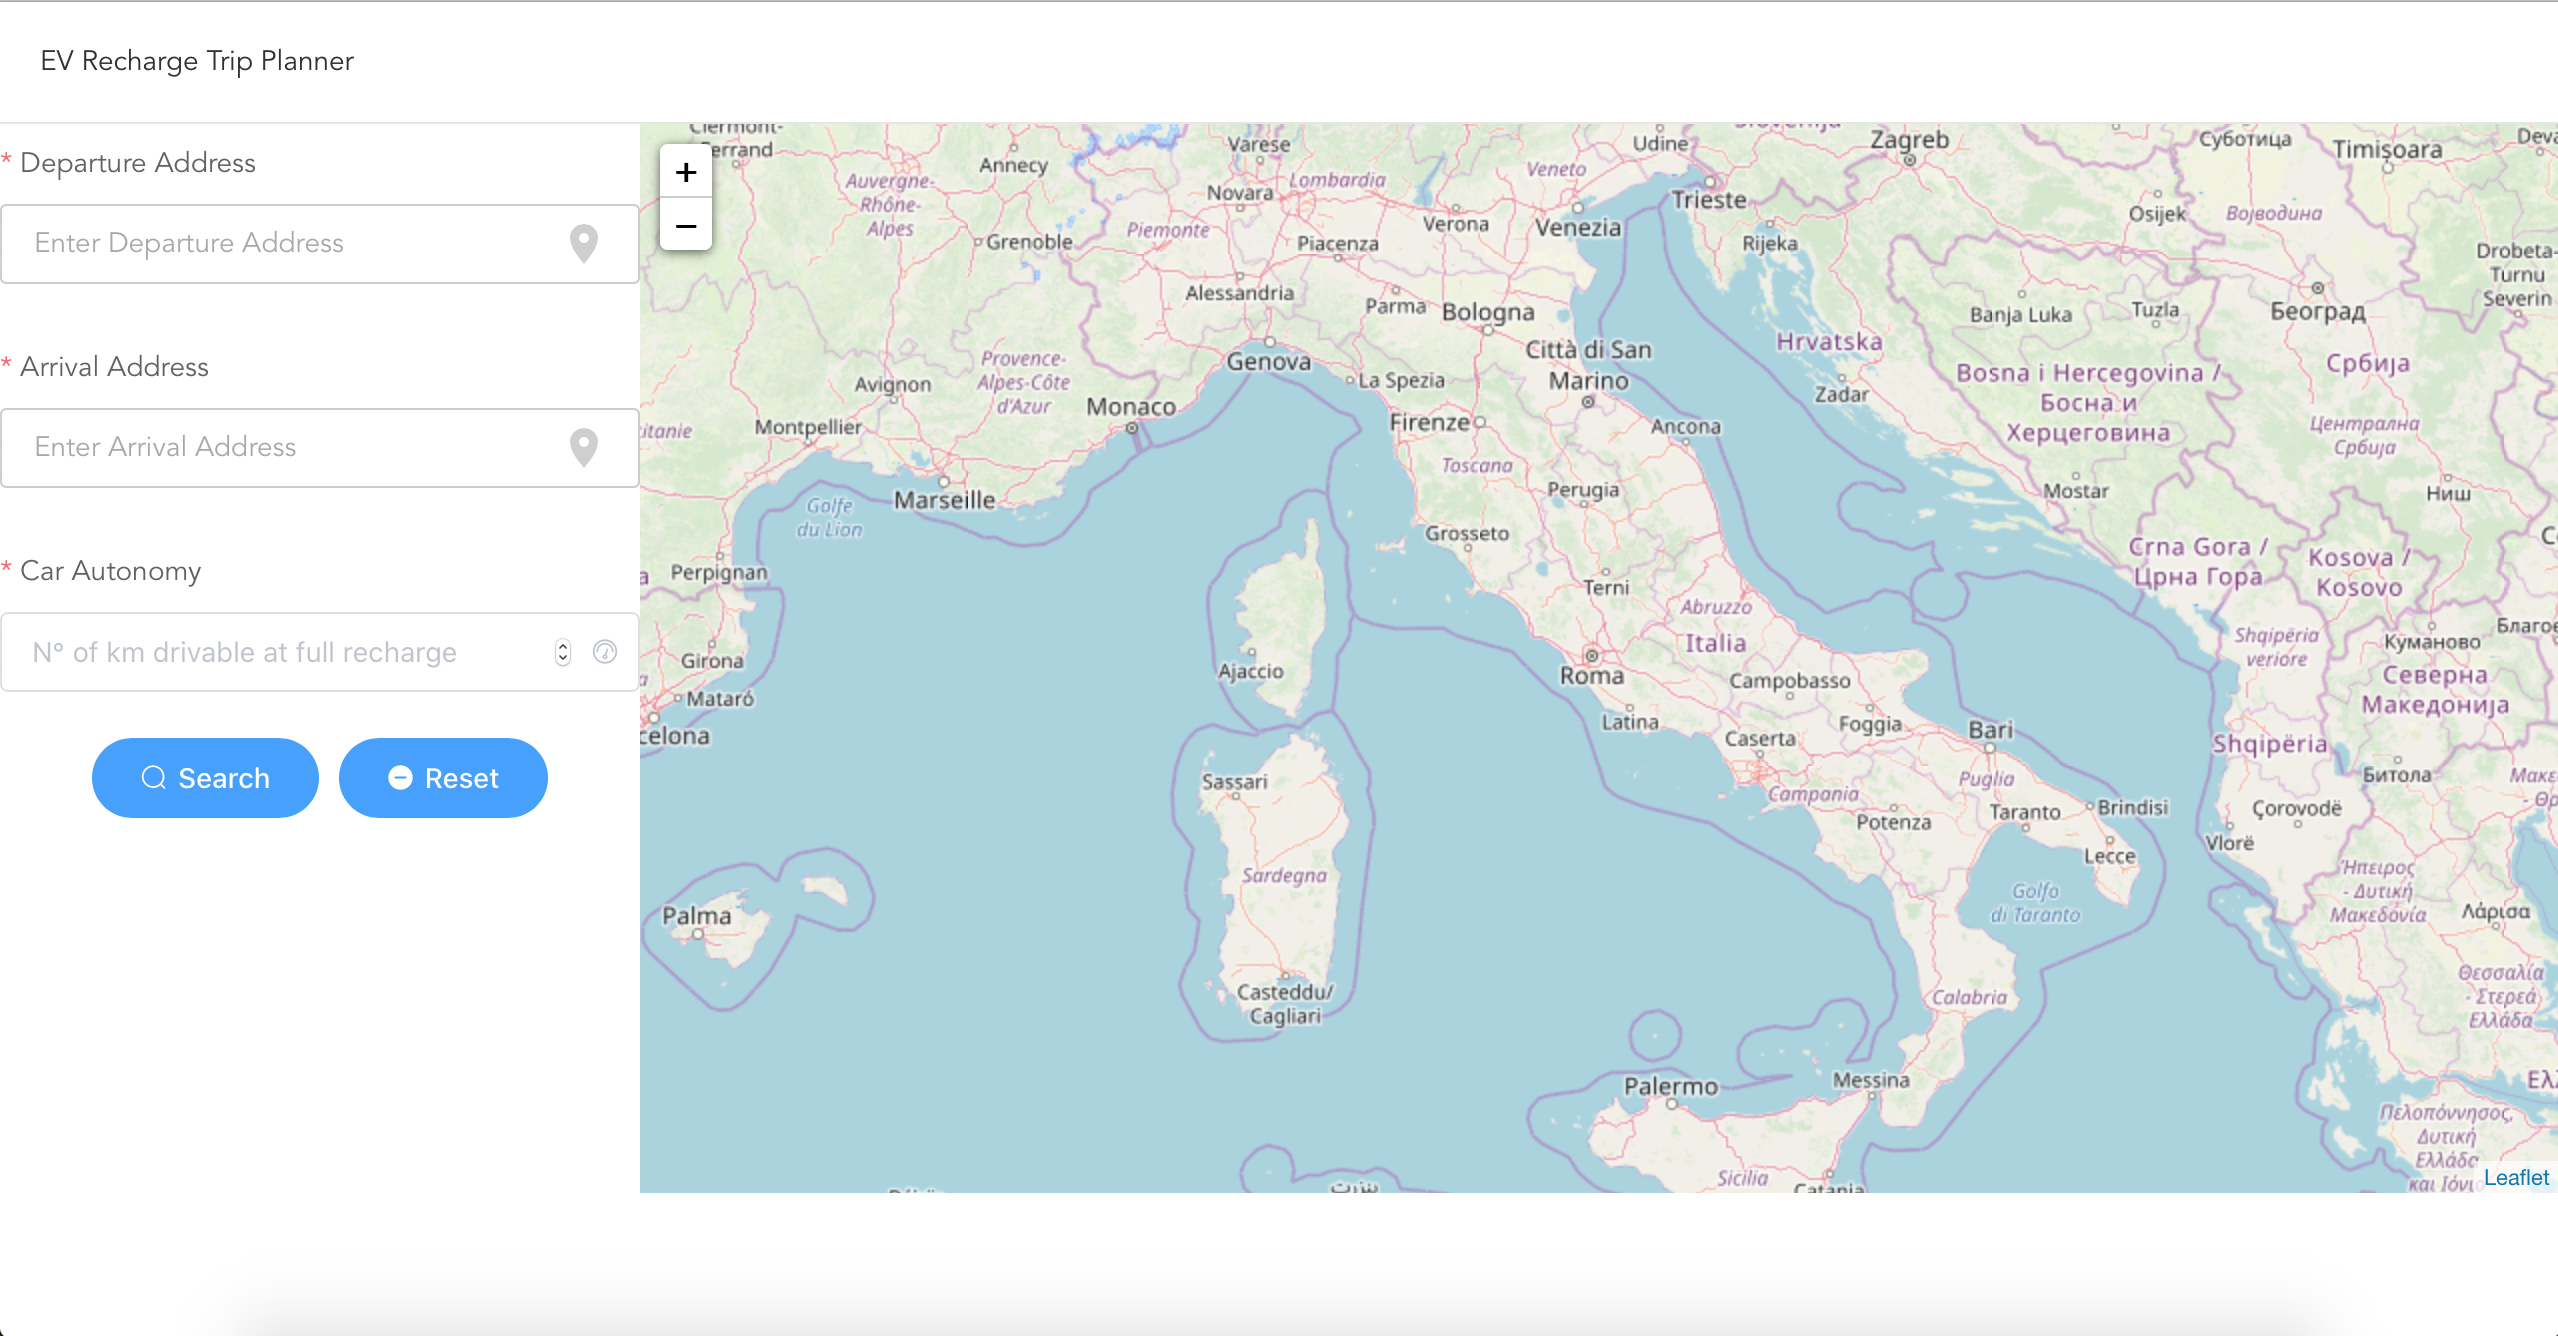 EV Recharge Trip Planner
* Departure Address
Enter Departure Address
* Arrival Address
Enter Arrival Address
* Car Autonomy
N° of km drivable at full recharge
Search
Reset
+
−
Clermont-
Ferrand
Annecy
Varese
Udine
Slovenija
Zagreb
Суботица
Timișoara
Auvergne-
Rhône-
Alpes
Novara
Lombardia
Veneto
Trieste
Osijek
Војводина
Grenoble
Piemonte
Piacenza
Verona
Venezia
Rijeka
Drobeta-
Turnu
Severin
Alessandria
Parma
Bologna
Banja Luka
Tuzla
Београд
Genova
Città di San
Marino
Hrvatska
Bosna i Hercegovina /
Босна и
Херцеговина
Србија
Provence-
Alpes-Côte
d'Azur
Avignon
La Spezia
Zadar
Monaco
Firenze
Ancona
Централна
Србија
itanie
Montpellier
Toscana
Perugia
Mostar
Ниш
Golfe
du Lion
Marseille
Grosseto
Crna Gora /
Црна Гора
Kosova /
Kosovo
Perpignan
Terni
Abruzzo
Italia
Shqipëria
veriore
Куманово
Благое
Girona
Ajaccio
Roma
Campobasso
Северна
Македонија
Mataró
celona
Latina
Caserta
Foggia
Bari
Shqipëria
Битола
Sassari
Campania
Puglia
Potenza
Taranto
Brindisi
Çorovodë
Vlorë
Lecce
Sardegna
Golfo
di Taranto
Ήπειρος
- Δυτική
Μακεδονία
Λάρισα
Palma
Casteddu/
Cagliari
Calabria
Θεσσαλία
- Στερεά
Ελλάδα
Palermo
Messina
Ελλ
Πελοπόννησος,
Δυτική
Ελλάδα
και Ιόνιο
Sicilia
Catania
بنزرت
Leaflet